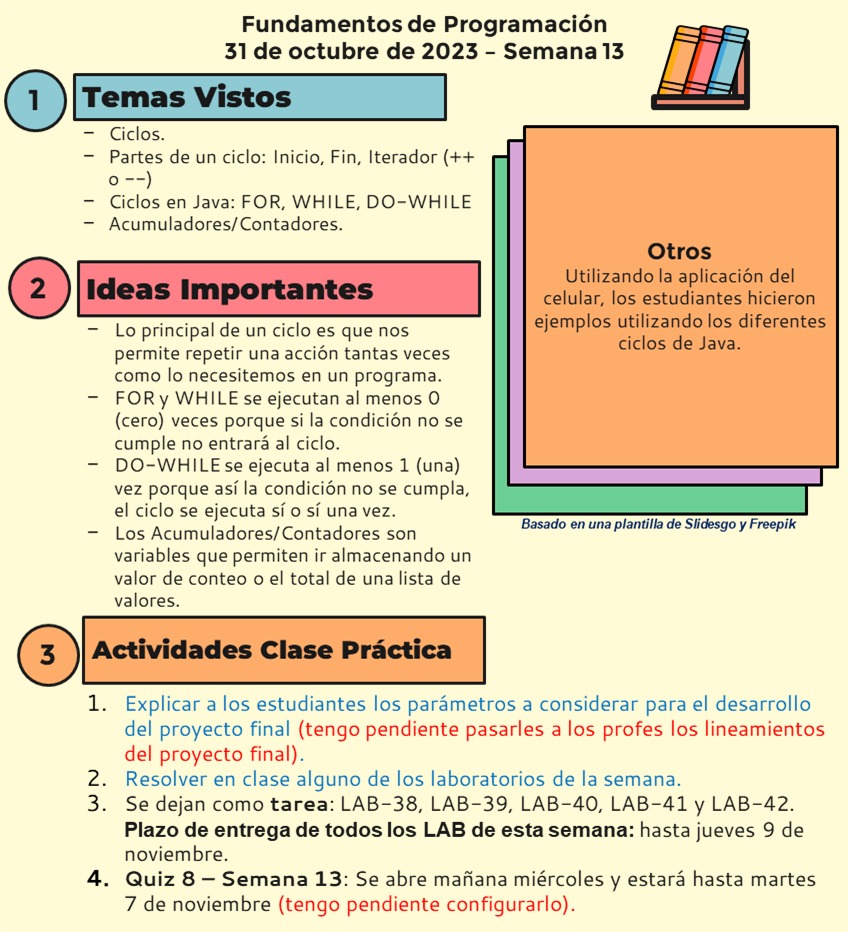 Fundamentos de Programación
31 de octubre de 2023 – Semana 13
1
Temas Vistos
– Ciclos.
– Partes de un ciclo: Inicio, Fin, Iterador (++
o --)
– Ciclos en Java: FOR, WHILE, DO-WHILE
– Acumuladores/Contadores.
2
Ideas Importantes
– Lo principal de un ciclo es que nos
permite repetir una acción tantas veces
como lo necesitemos en un programa.
– FOR y WHILE se ejecutan al menos 0
(cero) veces porque si la condición no se
cumple no entrará al ciclo.
– DO-WHILE se ejecuta al menos 1 (una)
vez porque así la condición no se cumpla,
el ciclo se ejecuta sí o sí una vez.
– Los Acumuladores/Contadores son
variables que permiten ir almacenando un
valor de conteo o el total de una lista de
valores.
Otros
Utilizando la aplicación del
celular, los estudiantes hicieron
ejemplos utilizando los diferentes
ciclos de Java.
Basado en una plantilla de Slidesgo y Freepik
3
Actividades Clase Práctica
1. Explicar a los estudiantes los parámetros a considerar para el desarrollo
del proyecto final (tengo pendiente pasarles a los profes los lineamientos
del proyecto final).
2. Resolver en clase alguno de los laboratorios de la semana.
3. Se dejan como tarea: LAB-38, LAB-39, LAB-40, LAB-41 y LAB-42.
Plazo de entrega de todos los LAB de esta semana: hasta jueves 9 de
noviembre.
4. Quiz 8 – Semana 13: Se abre mañana miércoles y estará hasta martes
7 de noviembre (tengo pendiente configurarlo).